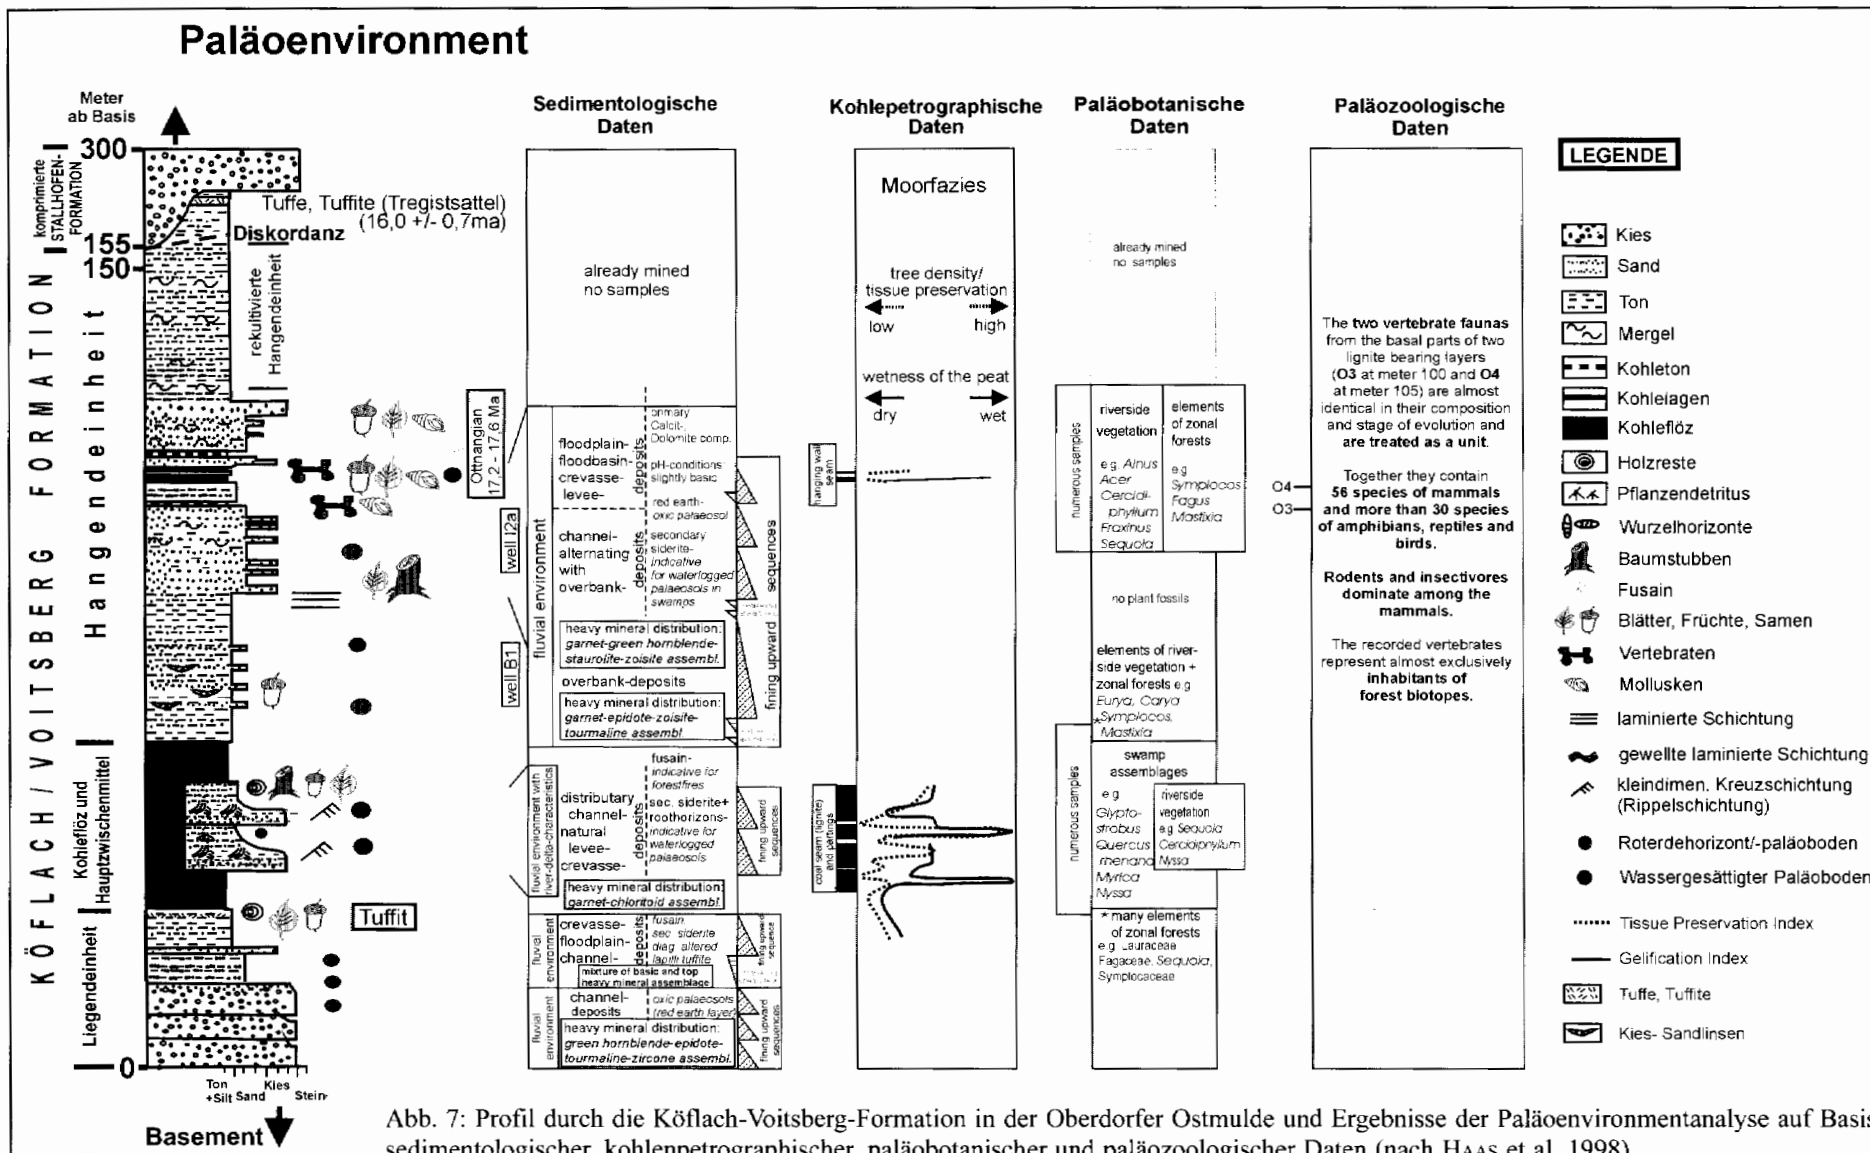 Paläoenvironment
Meter
ab Basis
300
155
150
0
komprimierte
STALLHOFEN-
FORMATION
KÖFLACH/VOITSBERG FORMATION
Hangendeinheit
Kohleflöz und
Hauptzwischenmittel
Liegendeinheit
Tuffe, Tuffite (Tregistsattel)
(16,0 +/- 0,7ma)
Diskordanz
rekultivierte
Hangendeinheit
Ottnangian
17,2 - 17,6 Ma
Tuffit
Ton
+Silt
Sand
Kies
Stein-
Basement
Sedimentologische
Daten
already mined
no samples
well I2a
well B1
fluvial environment
floodplain-
floodbasin-
crevasse-
levee-
deposits
primary
Calcit-,
Dolomite comp.
pH-conditions
slightly basic
red earth-
oxic palaeosol
channel-
alternating
with
overbank-
deposits
secondary
siderite-
indicative
for waterlogged
palaeosols in
swamps
heavy mineral distribution:
garnet-green hornblende-
staurolite-zoisite assembl.
overbank-deposits
heavy mineral distribution:
garnet-epidote-zoisite-
tourmaline assembl
fining upward sequences
fluvial environment with
river-delta-characteristics
distributary
channel-
natural
levee-
crevasse-
deposits
fusain-
indicative for
forestfires
sec. siderite+
roothorizons-
indicative for
waterlogged
palaeosols
heavy mineral distribution:
garnet-chloritoid assembl.
fining upward
sequences
fluvial
environment
crevasse-
floodplain-
channel-
deposits
fusain
sec siderite
diag altered
lapilli tuffite
mixture of basic and top
heavy mineral assemblage
fining upward
sequence
fluvial
environment
channel-
deposits
oxic palaeosols
(red earth layer)
heavy mineral distribution:
green hornblende-epidote-
tourmaline-zircone assembl.
fining upward
sequences
Kohlepetrographische
Daten
Moorfazies
tree density/
tissue preservation
low
high
wetness of the peat
dry
wet
hanging wall
seam
coal seam (lignite)
and partings
Paläobotanische
Daten
already mined
no samples
numerous samples
riverside
vegetation
e g Alnus
Acer
Cercidi-
phyllum
Fraxinus
Sequoia
elements
of zonal
forests
e g
Symplocos
Fagus
Mastixia
no plant fossils
elements of river-
side vegetation +
zonal forests e g
Eurya, Carya
*Symplocos,
Mastixia
numerous samples
swamp
assemblages
e g
Glypto-
strobus
Quercus
rhenana
Myrica
Nyssa
riverside
vegetation
e g Sequoia
Cercidiphyllum
Nyssa
* many elements
of zonal forests
e g Lauraceae
Fagaceae, Sequoia,
Symplocaceae
Paläozoologische
Daten
O4
O3
The two vertebrate faunas
from the basal parts of two
lignite bearing layers
(O3 at meter 100 and O4
at meter 105) are almost
identical in their composition
and stage of evolution and
are treated as a unit.
Together they contain
56 species of mammals
and more than 30 species
of amphibians, reptiles and
birds.
Rodents and insectivores
dominate among the
mammals.
The recorded vertebrates
represent almost exclusively
inhabitants of
forest biotopes.
LEGENDE
Kies
Sand
Ton
Mergel
Kohleton
Kohlelagen
Kohleflöz
Holzreste
Pflanzendetritus
Wurzelhorizonte
Baumstubben
Fusain
Blätter, Früchte, Samen
Vertebraten
Mollusken
laminierte Schichtung
gewellte laminierte Schichtung
kleindimen. Kreuzschichtung
(Rippelschichtung)
Roterdehorizont/-paläoboden
Wassergesättigter Paläoboden
Tissue Preservation Index
Gelification Index
Tuffe, Tuffite
Kies- Sandlinsen
Abb. 7: Profil durch die Köflach-Voitsberg-Formation in der Oberdorfer Ostmulde und Ergebnisse der Paläoenvironmentanalyse auf Basis
sedimentologischer, kohlenpetrographischer, paläobotanischer und paläozoologischer Daten (nach HAAS et al. 1998)